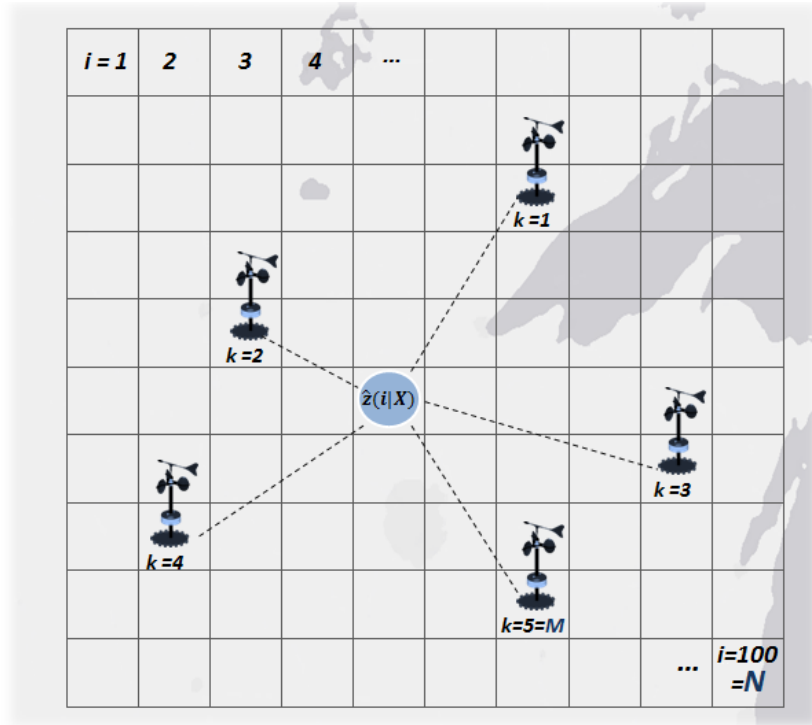 i = 1 2 3 4 ...
k =1
k =2
ẑ(i|X)
k =3
k =4
k=5=M
... i=100
=N